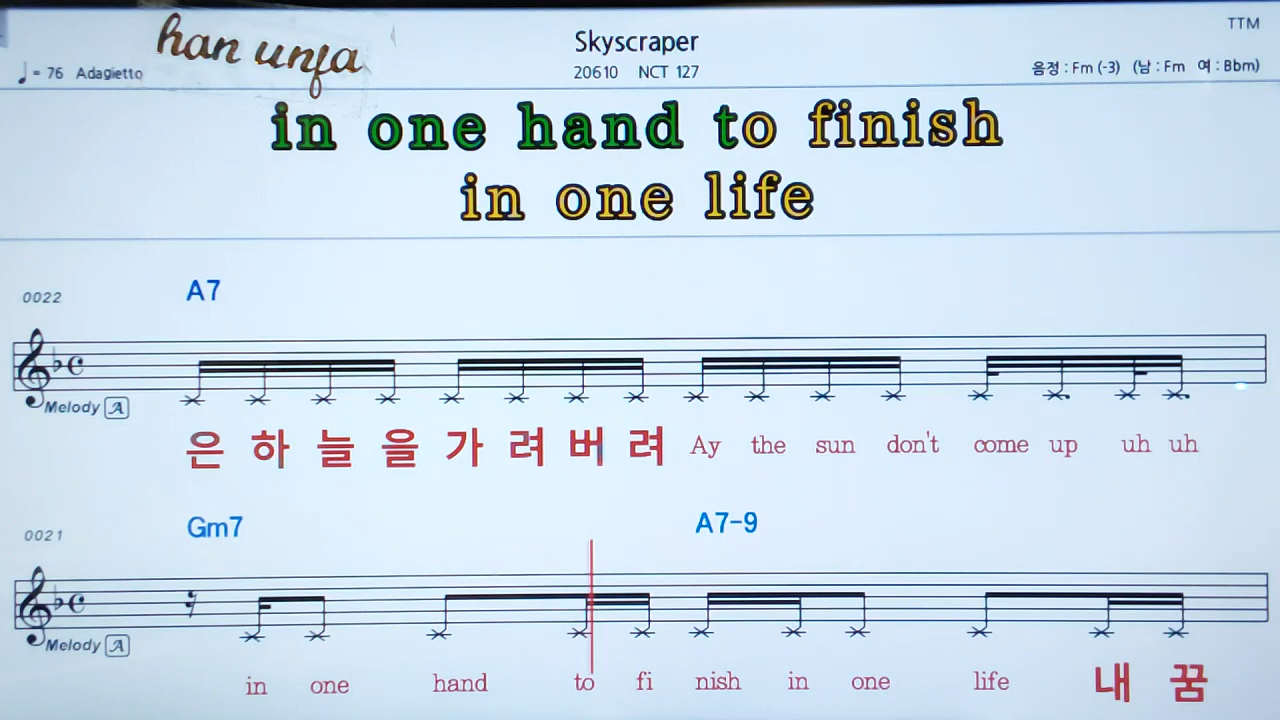 han unja
Skyscraper
TTM
♩= 76 Adagietto
20610 NCT 127
음정 : Fm (-3) (남 : Fm 여 : Bbm)
in one hand to finish
in one life
0022
A7
Melody A
은 하 늘 을 가 려 버 려 Ay the sun don't come up uh uh
0021
Gm7 A7-9
Melody A
in one hand to fi nish in one life 내 꿈